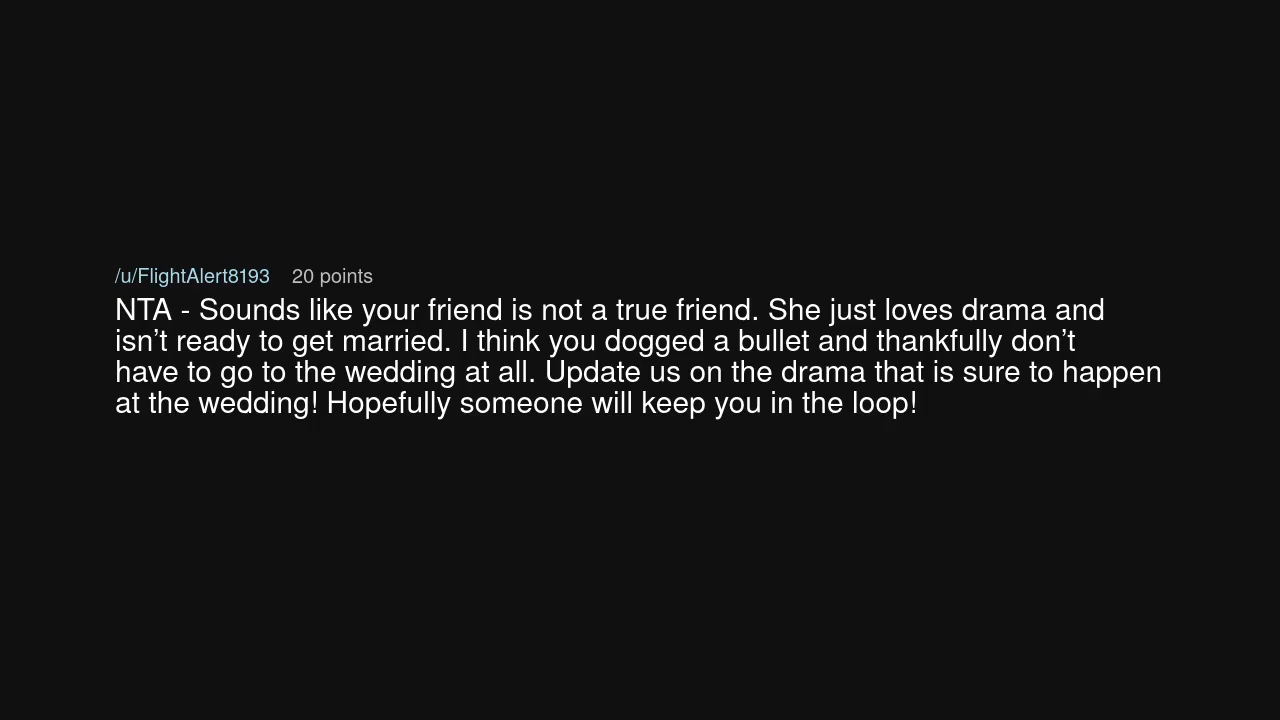 /u/FlightAlert8193 20 points
NTA - Sounds like your friend is not a true friend. She just loves drama and
isn’t ready to get married. I think you dogged a bullet and thankfully don’t
have to go to the wedding at all. Update us on the drama that is sure to happen
at the wedding! Hopefully someone will keep you in the loop!